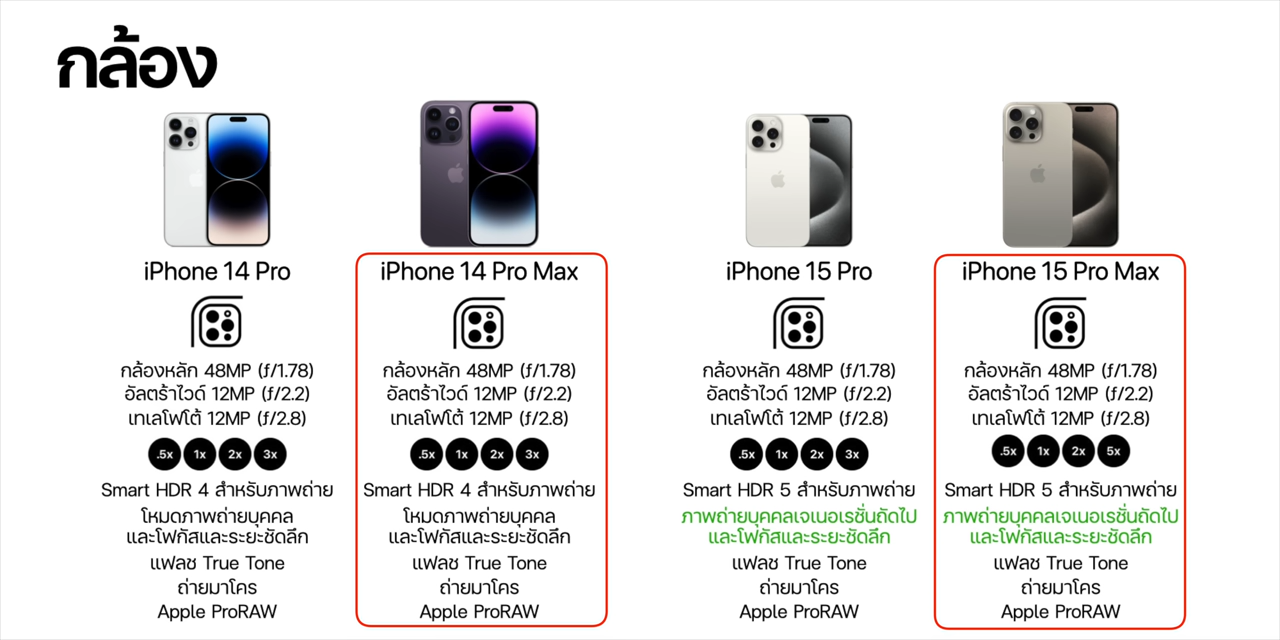 กล้อง
iPhone 14 Pro
กล้องหลัก 48MP (ƒ/1.78)
อัลตร้าไวด์ 12MP (ƒ/2.2)
เทเลโฟโต้ 12MP (ƒ/2.8)
.5x 1x 2x 3x
Smart HDR 4 สำหรับภาพถ่าย
โหมดภาพถ่ายบุคคล
และโฟกัสและระยะชัดลึก
แฟลช True Tone
ถ่ายมาโคร
Apple ProRAW
iPhone 14 Pro Max
กล้องหลัก 48MP (ƒ/1.78)
อัลตร้าไวด์ 12MP (ƒ/2.2)
เทเลโฟโต้ 12MP (ƒ/2.8)
.5x 1x 2x 3x
Smart HDR 4 สำหรับภาพถ่าย
โหมดภาพถ่ายบุคคล
และโฟกัสและระยะชัดลึก
แฟลช True Tone
ถ่ายมาโคร
Apple ProRAW
iPhone 15 Pro
กล้องหลัก 48MP (ƒ/1.78)
อัลตร้าไวด์ 12MP (ƒ/2.2)
เทเลโฟโต้ 12MP (ƒ/2.8)
.5x 1x 2x 3x
Smart HDR 5 สำหรับภาพถ่าย
ภาพถ่ายบุคคลเจเนอเรชั่นถัดไป
และโฟกัสและระยะชัดลึก
แฟลช True Tone
ถ่ายมาโคร
Apple ProRAW
iPhone 15 Pro Max
กล้องหลัก 48MP (ƒ/1.78)
อัลตร้าไวด์ 12MP (ƒ/2.2)
เทเลโฟโต้ 12MP (ƒ/2.8)
.5x 1x 2x 5x
Smart HDR 5 สำหรับภาพถ่าย
ภาพถ่ายบุคคลเจเนอเรชั่นถัดไป
และโฟกัสและระยะชัดลึก
แฟลช True Tone
ถ่ายมาโคร
Apple ProRAW